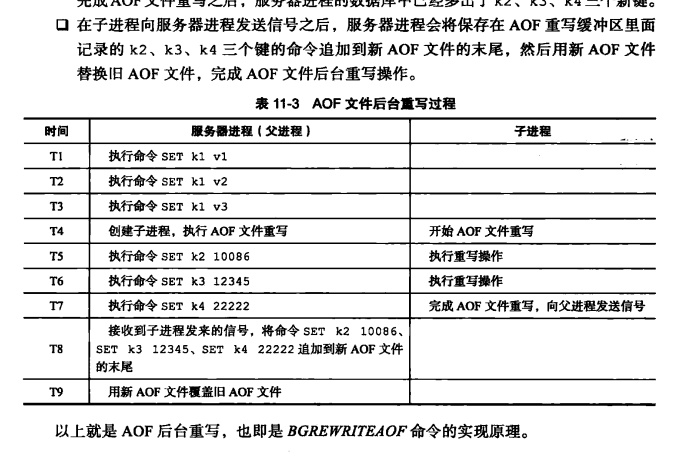 完成 AOF 文件重写之后，服务器进程的数据库中已经多出了 k2、k3、k4 三个新键。
❑ 在子进程向服务器进程发送信号之后，服务器进程会将保存在 AOF 重写缓冲区里面
记录的 k2、k3、k4 三个键的命令追加到新 AOF 文件的末尾，然后用新 AOF 文件
替换旧 AOF 文件，完成 AOF 文件后台重写操作。
表 11-3 AOF 文件后台重写过程
时间 服务器进程（父进程） 子进程
T1 执行命令 SET k1 v1
T2 执行命令 SET k1 v2
T3 执行命令 SET k1 v3
T4 创建子进程，执行 AOF 文件重写 开始 AOF 文件重写
T5 执行命令 SET k2 10086 执行重写操作
T6 执行命令 SET k3 12345 执行重写操作
T7 执行命令 SET k4 22222 完成 AOF 文件重写，向父进程发送信号
接收到子进程发来的信号，将命令 SET k2 10086、
T8 SET k3 12345、SET k4 22222 追加到新 AOF 文件
的末尾
T9 用新 AOF 文件覆盖旧 AOF 文件
以上就是 AOF 后台重写，也即是 BGREWRITEAOF 命令的实现原理。